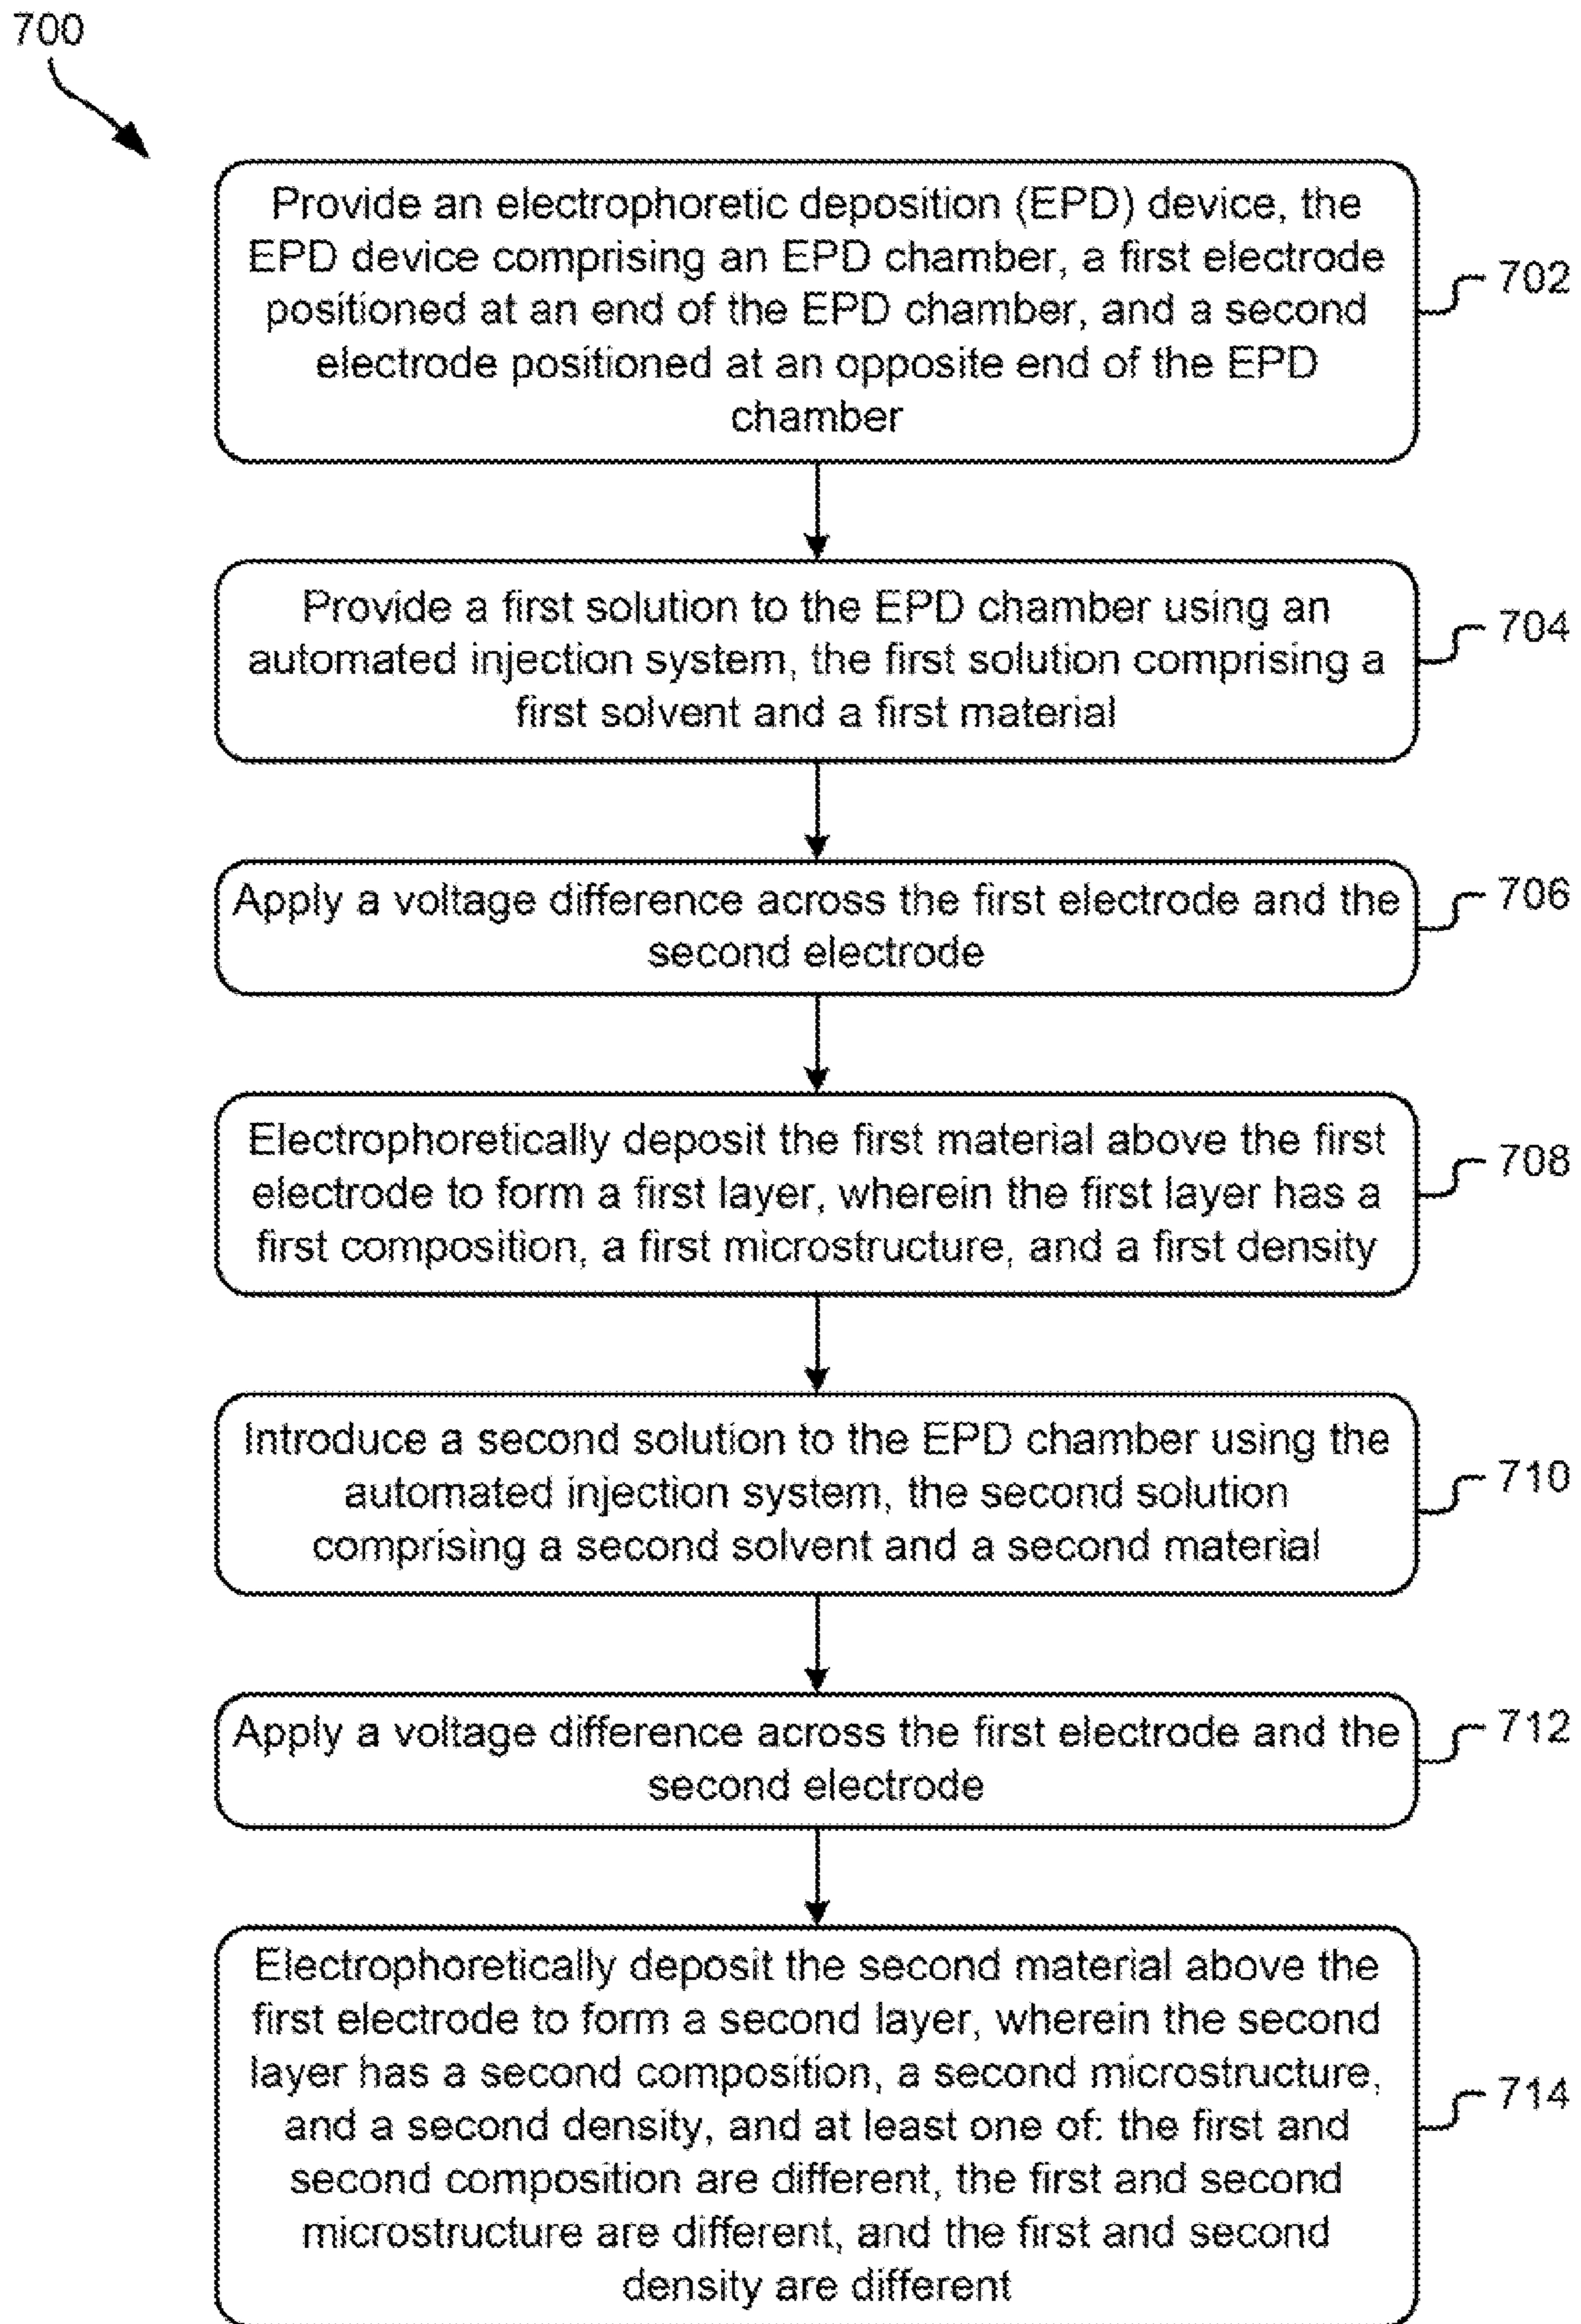 700
Provide an electrophoretic deposition (EPD) device, the
EPD device comprising an EPD chamber, a first electrode
positioned at an end of the EPD chamber, and a second
electrode positioned at an opposite end of the EPD
chamber
702
Provide a first solution to the EPD chamber using an
automated injection system, the first solution comprising a
first solvent and a first material
704
Apply a voltage difference across the first electrode and the
second electrode
706
Electrophoretically deposit the first material above the first
electrode to form a first layer, wherein the first layer has a
first composition, a first microstructure, and a first density
708
Introduce a second solution to the EPD chamber using the
automated injection system, the second solution
comprising a second solvent and a second material
710
Apply a voltage difference across the first electrode and the
second electrode
712
Electrophoretically deposit the second material above the
first electrode to form a second layer, wherein the second
layer has a second composition, a second microstructure,
and a second density, and at least one of: the first and
second composition are different, the first and second
microstructure are different, and the first and second
density are different
714